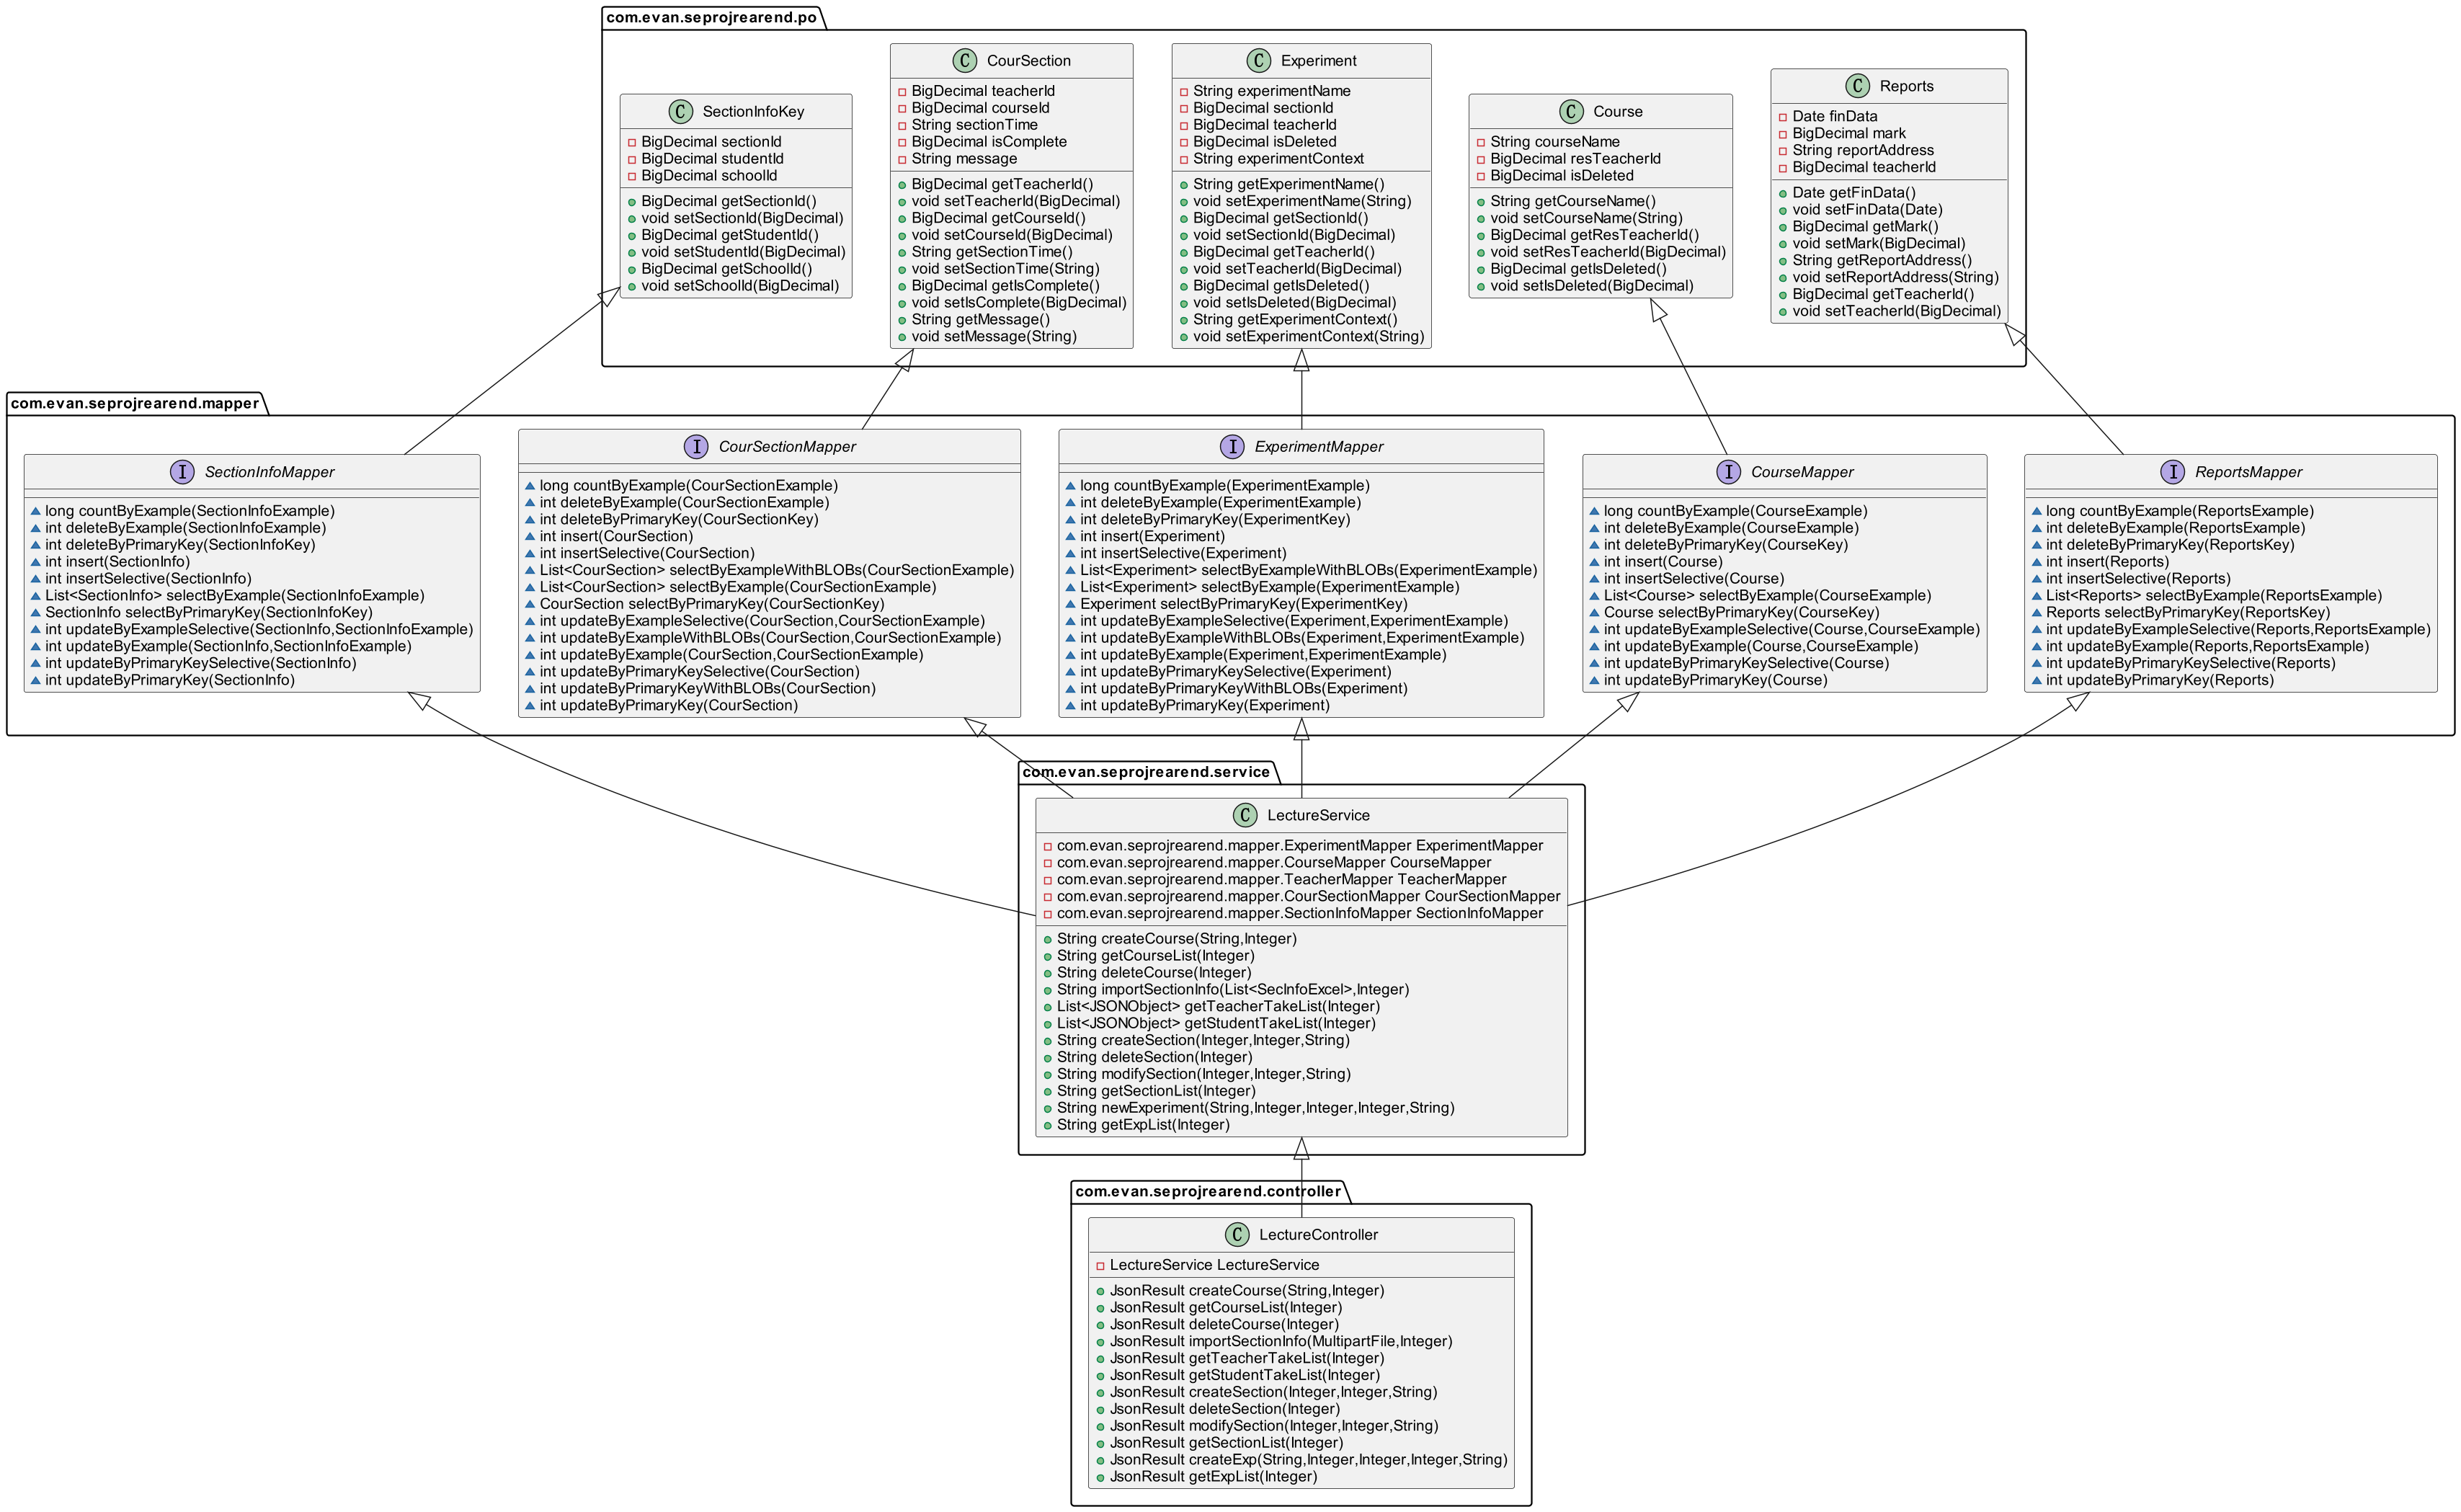 com.evan.seprojrearend.po
SectionInfoKey
BigDecimal sectionId
BigDecimal studentId
BigDecimal schoolId
BigDecimal getSectionId()
void setSectionId(BigDecimal)
BigDecimal getStudentId()
void setStudentId(BigDecimal)
BigDecimal getSchoolId()
void setSchoolId(BigDecimal)
CourSection
BigDecimal teacherId
BigDecimal courseId
String sectionTime
BigDecimal isComplete
String message
BigDecimal getTeacherId()
void setTeacherId(BigDecimal)
BigDecimal getCourseId()
void setCourseId(BigDecimal)
String getSectionTime()
void setSectionTime(String)
BigDecimal getIsComplete()
void setIsComplete(BigDecimal)
String getMessage()
void setMessage(String)
Experiment
String experimentName
BigDecimal sectionId
BigDecimal teacherId
BigDecimal isDeleted
String experimentContext
String getExperimentName()
void setExperimentName(String)
BigDecimal getSectionId()
void setSectionId(BigDecimal)
BigDecimal getTeacherId()
void setTeacherId(BigDecimal)
BigDecimal getIsDeleted()
void setIsDeleted(BigDecimal)
String getExperimentContext()
void setExperimentContext(String)
Course
String courseName
BigDecimal resTeacherId
BigDecimal isDeleted
String getCourseName()
void setCourseName(String)
BigDecimal getResTeacherId()
void setResTeacherId(BigDecimal)
BigDecimal getIsDeleted()
void setIsDeleted(BigDecimal)
Reports
Date finData
BigDecimal mark
String reportAddress
BigDecimal teacherId
Date getFinData()
void setFinData(Date)
BigDecimal getMark()
void setMark(BigDecimal)
String getReportAddress()
void setReportAddress(String)
BigDecimal getTeacherId()
void setTeacherId(BigDecimal)
com.evan.seprojrearend.mapper
SectionInfoMapper
long countByExample(SectionInfoExample)
int deleteByExample(SectionInfoExample)
int deleteByPrimaryKey(SectionInfoKey)
int insert(SectionInfo)
int insertSelective(SectionInfo)
List<SectionInfo> selectByExample(SectionInfoExample)
SectionInfo selectByPrimaryKey(SectionInfoKey)
int updateByExampleSelective(SectionInfo,SectionInfoExample)
int updateByExample(SectionInfo,SectionInfoExample)
int updateByPrimaryKeySelective(SectionInfo)
int updateByPrimaryKey(SectionInfo)
CourSectionMapper
long countByExample(CourSectionExample)
int deleteByExample(CourSectionExample)
int deleteByPrimaryKey(CourSectionKey)
int insert(CourSection)
int insertSelective(CourSection)
List<CourSection> selectByExampleWithBLOBs(CourSectionExample)
List<CourSection> selectByExample(CourSectionExample)
CourSection selectByPrimaryKey(CourSectionKey)
int updateByExampleSelective(CourSection,CourSectionExample)
int updateByExampleWithBLOBs(CourSection,CourSectionExample)
int updateByExample(CourSection,CourSectionExample)
int updateByPrimaryKeySelective(CourSection)
int updateByPrimaryKeyWithBLOBs(CourSection)
int updateByPrimaryKey(CourSection)
ExperimentMapper
long countByExample(ExperimentExample)
int deleteByExample(ExperimentExample)
int deleteByPrimaryKey(ExperimentKey)
int insert(Experiment)
int insertSelective(Experiment)
List<Experiment> selectByExampleWithBLOBs(ExperimentExample)
List<Experiment> selectByExample(ExperimentExample)
Experiment selectByPrimaryKey(ExperimentKey)
int updateByExampleSelective(Experiment,ExperimentExample)
int updateByExampleWithBLOBs(Experiment,ExperimentExample)
int updateByExample(Experiment,ExperimentExample)
int updateByPrimaryKeySelective(Experiment)
int updateByPrimaryKeyWithBLOBs(Experiment)
int updateByPrimaryKey(Experiment)
CourseMapper
long countByExample(CourseExample)
int deleteByExample(CourseExample)
int deleteByPrimaryKey(CourseKey)
int insert(Course)
int insertSelective(Course)
List<Course> selectByExample(CourseExample)
Course selectByPrimaryKey(CourseKey)
int updateByExampleSelective(Course,CourseExample)
int updateByExample(Course,CourseExample)
int updateByPrimaryKeySelective(Course)
int updateByPrimaryKey(Course)
ReportsMapper
long countByExample(ReportsExample)
int deleteByExample(ReportsExample)
int deleteByPrimaryKey(ReportsKey)
int insert(Reports)
int insertSelective(Reports)
List<Reports> selectByExample(ReportsExample)
Reports selectByPrimaryKey(ReportsKey)
int updateByExampleSelective(Reports,ReportsExample)
int updateByExample(Reports,ReportsExample)
int updateByPrimaryKeySelective(Reports)
int updateByPrimaryKey(Reports)
com.evan.seprojrearend.service
LectureService
com.evan.seprojrearend.mapper.ExperimentMapper ExperimentMapper
com.evan.seprojrearend.mapper.CourseMapper CourseMapper
com.evan.seprojrearend.mapper.TeacherMapper TeacherMapper
com.evan.seprojrearend.mapper.CourSectionMapper CourSectionMapper
com.evan.seprojrearend.mapper.SectionInfoMapper SectionInfoMapper
String createCourse(String,Integer)
String getCourseList(Integer)
String deleteCourse(Integer)
String importSectionInfo(List<SecInfoExcel>,Integer)
List<JSONObject> getTeacherTakeList(Integer)
List<JSONObject> getStudentTakeList(Integer)
String createSection(Integer,Integer,String)
String deleteSection(Integer)
String modifySection(Integer,Integer,String)
String getSectionList(Integer)
String newExperiment(String,Integer,Integer,Integer,String)
String getExpList(Integer)
com.evan.seprojrearend.controller
LectureController
LectureService LectureService
JsonResult createCourse(String,Integer)
JsonResult getCourseList(Integer)
JsonResult deleteCourse(Integer)
JsonResult importSectionInfo(MultipartFile,Integer)
JsonResult getTeacherTakeList(Integer)
JsonResult getStudentTakeList(Integer)
JsonResult createSection(Integer,Integer,String)
JsonResult deleteSection(Integer)
JsonResult modifySection(Integer,Integer,String)
JsonResult getSectionList(Integer)
JsonResult createExp(String,Integer,Integer,Integer,String)
JsonResult getExpList(Integer)